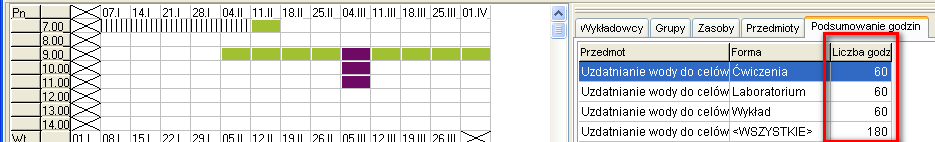 Pn 07.I 14.I 21.I 28.I 04.II 11.II 18.II 25.II 04.III 11.III 18.III 25.III 01.IV
7.00
9.00
10.00
11.00
12.00
13.00
14.00
Wt 01.I 08.I 15.I 22.I 29.I 05.II 12.II 19.II 26.II 05.III 12.III 19.III 26.III
Wykładowcy Grupy Zasoby Przedmioty Podsumowanie godzin
Przedmot Forma Liczba godz
Uzdatnianie wody do celów Ćwiczenia 60
Uzdatnianie wody do celów Laboratorium 60
Uzdatnianie wody do celów Wykład 60
Uzdatnianie wody do celów <WSZYSTKIE> 180